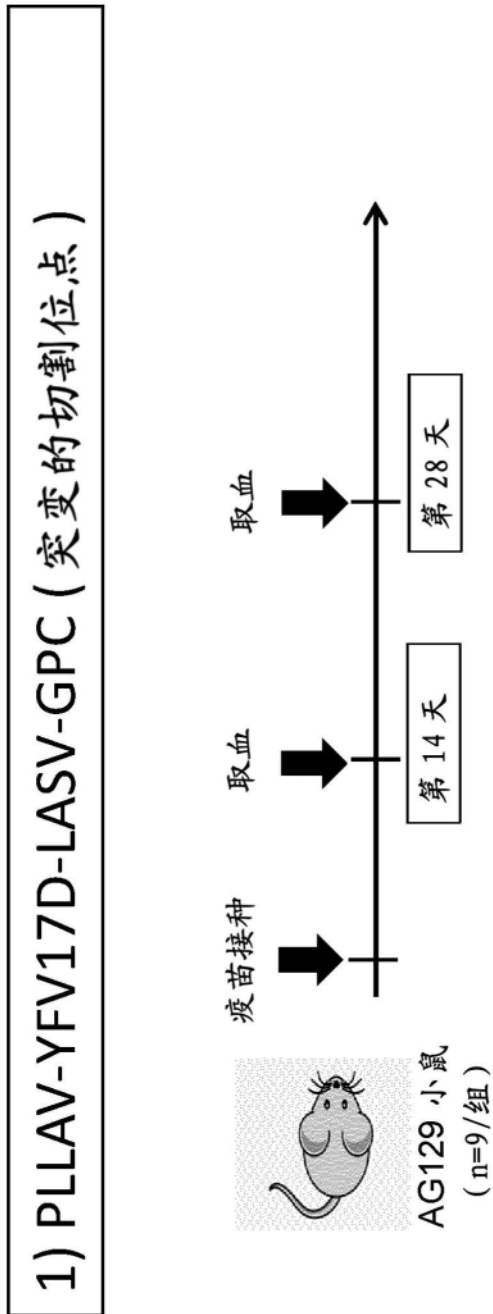 1) PLLAV-YFV17D-LASV-GPC (突变的切割位点)
疫苗接种
取血
取血
第 14 天
第 28 天
AG129 小鼠
(n=9/组)